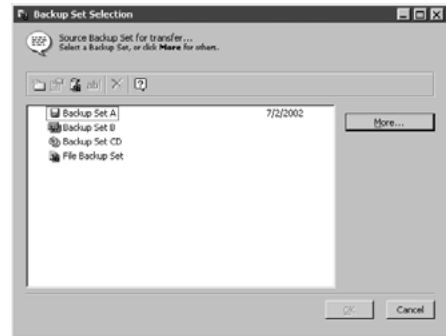 Backup Set Selection
Source Backup Set for transfer...
Select a Backup Set, or click More for others.
abl
Backup Set A 7/2/2002
Backup Set B
Backup Set CD
File Backup Set
More...
OK
Cancel